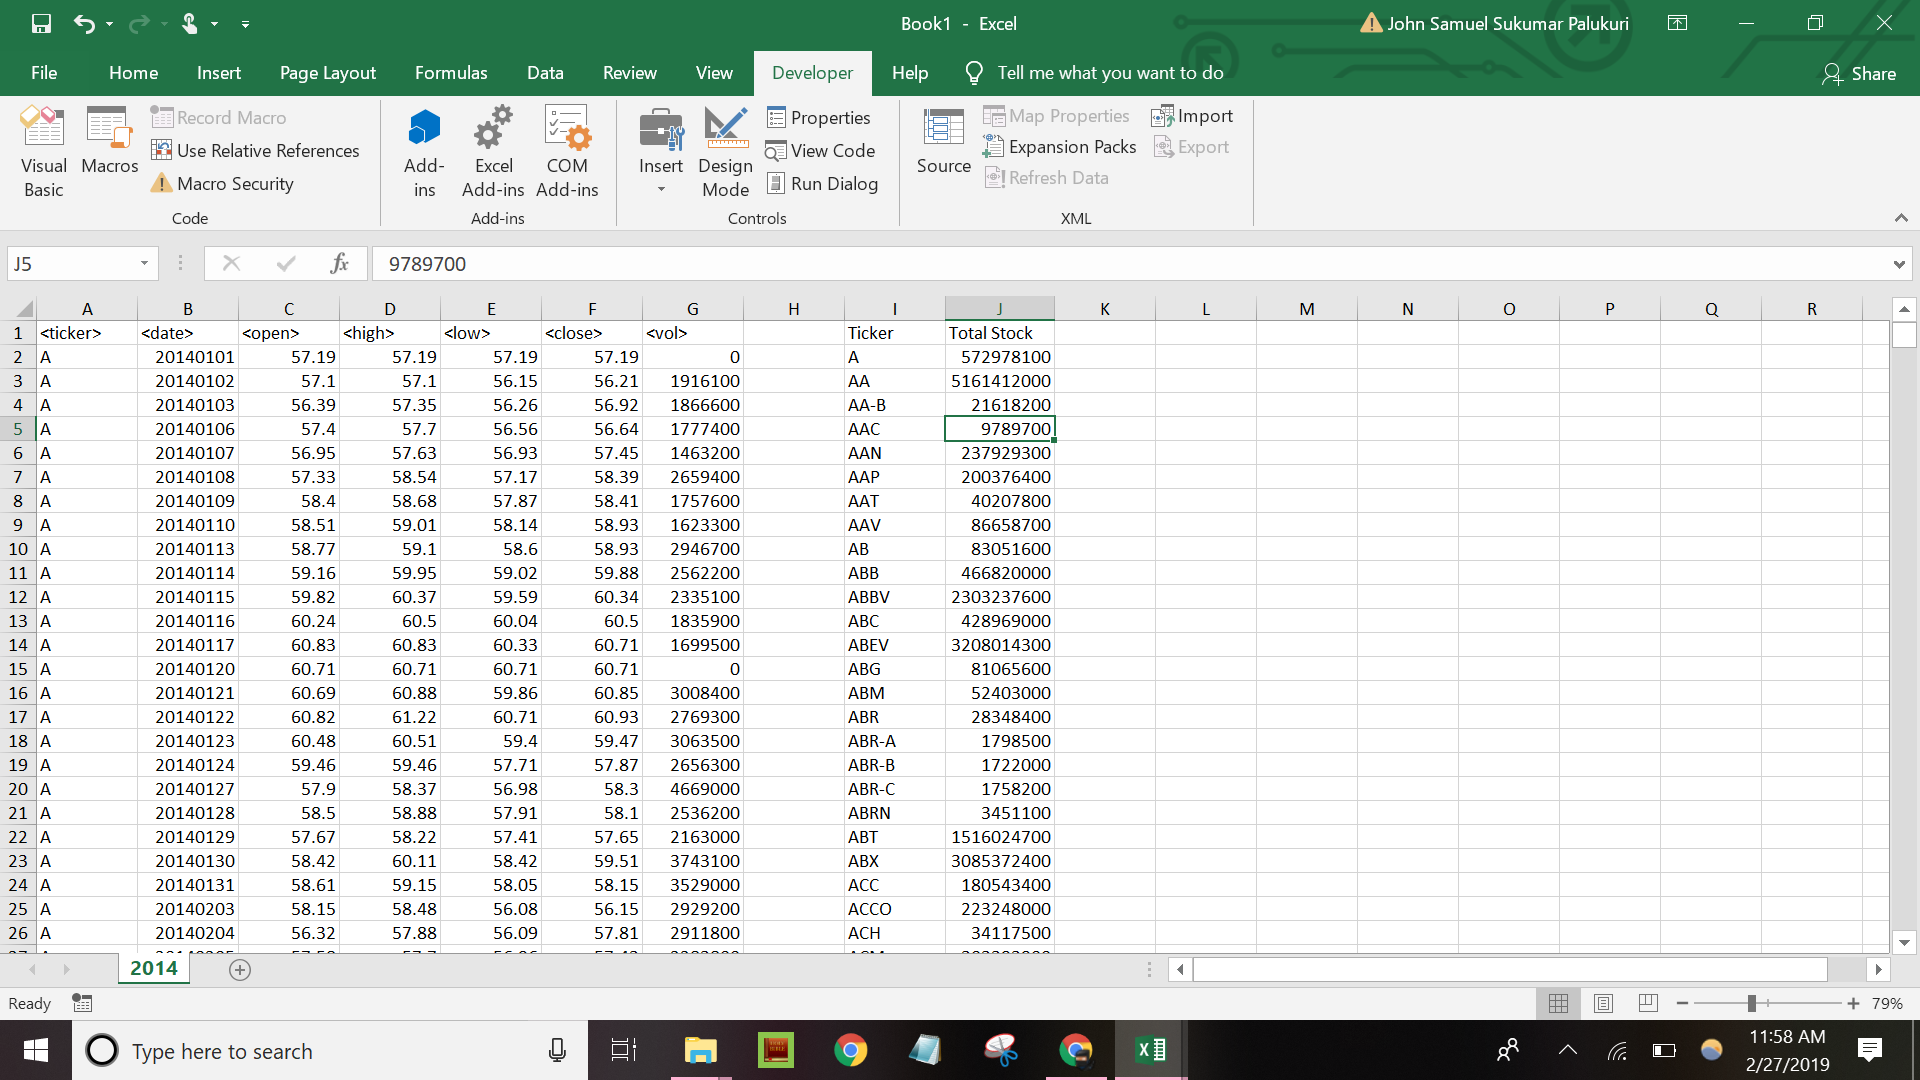 Book1 - Excel
John Samuel Sukumar Palukuri
File Home Insert Page Layout Formulas Data Review View Developer Help Tell me what you want to do Share
Visual Basic
Macros
Record Macro
Use Relative References
Macro Security
Code
Add-ins
Excel Add-ins
COM Add-ins
Add-ins
Insert
Design Mode
Properties
View Code
Run Dialog
Controls
Source
Map Properties
Expansion Packs
Refresh Data
Import
Export
XML
J5 fx 9789700
A B C D E F G H I J K L M N O P Q R
1 <ticker> <date> <open> <high> <low> <close> <vol> Ticker Total Stock
2 A 20140101 57.19 57.19 57.19 57.19 0 A 572978100
3 A 20140102 57.1 57.1 56.15 56.21 1916100 AA 5161412000
4 A 20140103 56.39 57.35 56.26 56.92 1866600 AA-B 21618200
5 A 20140106 57.4 57.7 56.56 56.64 1777400 AAC 9789700
6 A 20140107 56.95 57.63 56.93 57.45 1463200 AAN 237929300
7 A 20140108 57.33 58.54 57.17 58.39 2659400 AAP 200376400
8 A 20140109 58.4 58.68 57.87 58.41 1757600 AAT 40207800
9 A 20140110 58.51 59.01 58.14 58.93 1623300 AAV 86658700
10 A 20140113 58.77 59.1 58.6 58.93 2946700 AB 83051600
11 A 20140114 59.16 59.95 59.02 59.88 2562200 ABB 466820000
12 A 20140115 59.82 60.37 59.59 60.34 2335100 ABBV 2303237600
13 A 20140116 60.24 60.5 60.04 60.5 1835900 ABC 428969000
14 A 20140117 60.83 60.83 60.33 60.71 1699500 ABEV 3208014300
15 A 20140120 60.71 60.71 60.71 60.71 0 ABG 81065600
16 A 20140121 60.69 60.88 59.86 60.85 3008400 ABM 52403000
17 A 20140122 60.82 61.22 60.71 60.93 2769300 ABR 28348400
18 A 20140123 60.48 60.51 59.4 59.47 3063500 ABR-A 1798500
19 A 20140124 59.46 59.46 57.71 57.87 2656300 ABR-B 1722000
20 A 20140127 57.9 58.37 56.98 58.3 4669000 ABR-C 1758200
21 A 20140128 58.5 58.88 57.91 58.1 2536200 ABRN 3451100
22 A 20140129 57.67 58.22 57.41 57.65 2163000 ABT 1516024700
23 A 20140130 58.42 60.11 58.42 59.51 3743100 ABX 3085372400
24 A 20140131 58.61 59.15 58.05 58.15 3529000 ACC 180543400
25 A 20140203 58.15 58.48 56.08 56.15 2929200 ACCO 223248000
26 A 20140204 56.32 57.88 56.09 57.81 2911800 ACH 34117500
2014
Ready
79%
Type here to search
11:58 AM
2/27/2019